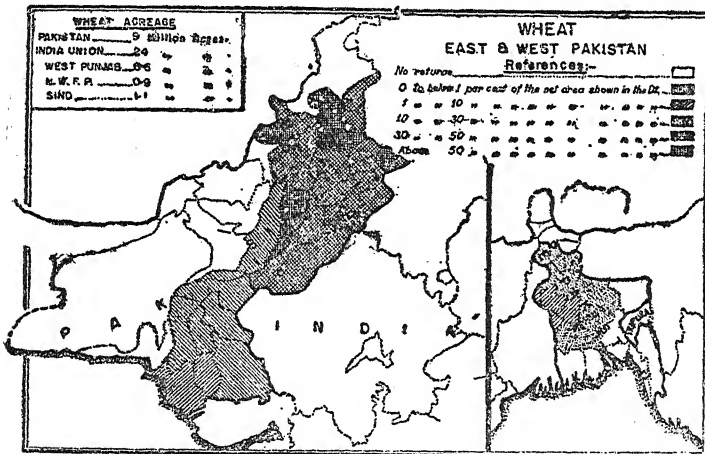 WHEAT ACREAGE
PAKISTAN 9 Million Acres.
INDIA UNION 24 " " "
WEST PUNJAB " " "
N. W. F. P. 0·9 " " "
SIND 1·1 " " "
WHEAT
EAST & WEST PAKISTAN
References:-
No returns
0 To below 1 per cent of the net area shown in the Dt.
1 " 10 " " " " " " " "
10 " 30 " " " " " " " "
30 " " 50 " " " " " " " "
Above 50 " " " " " " " "
P A K
I N D I A